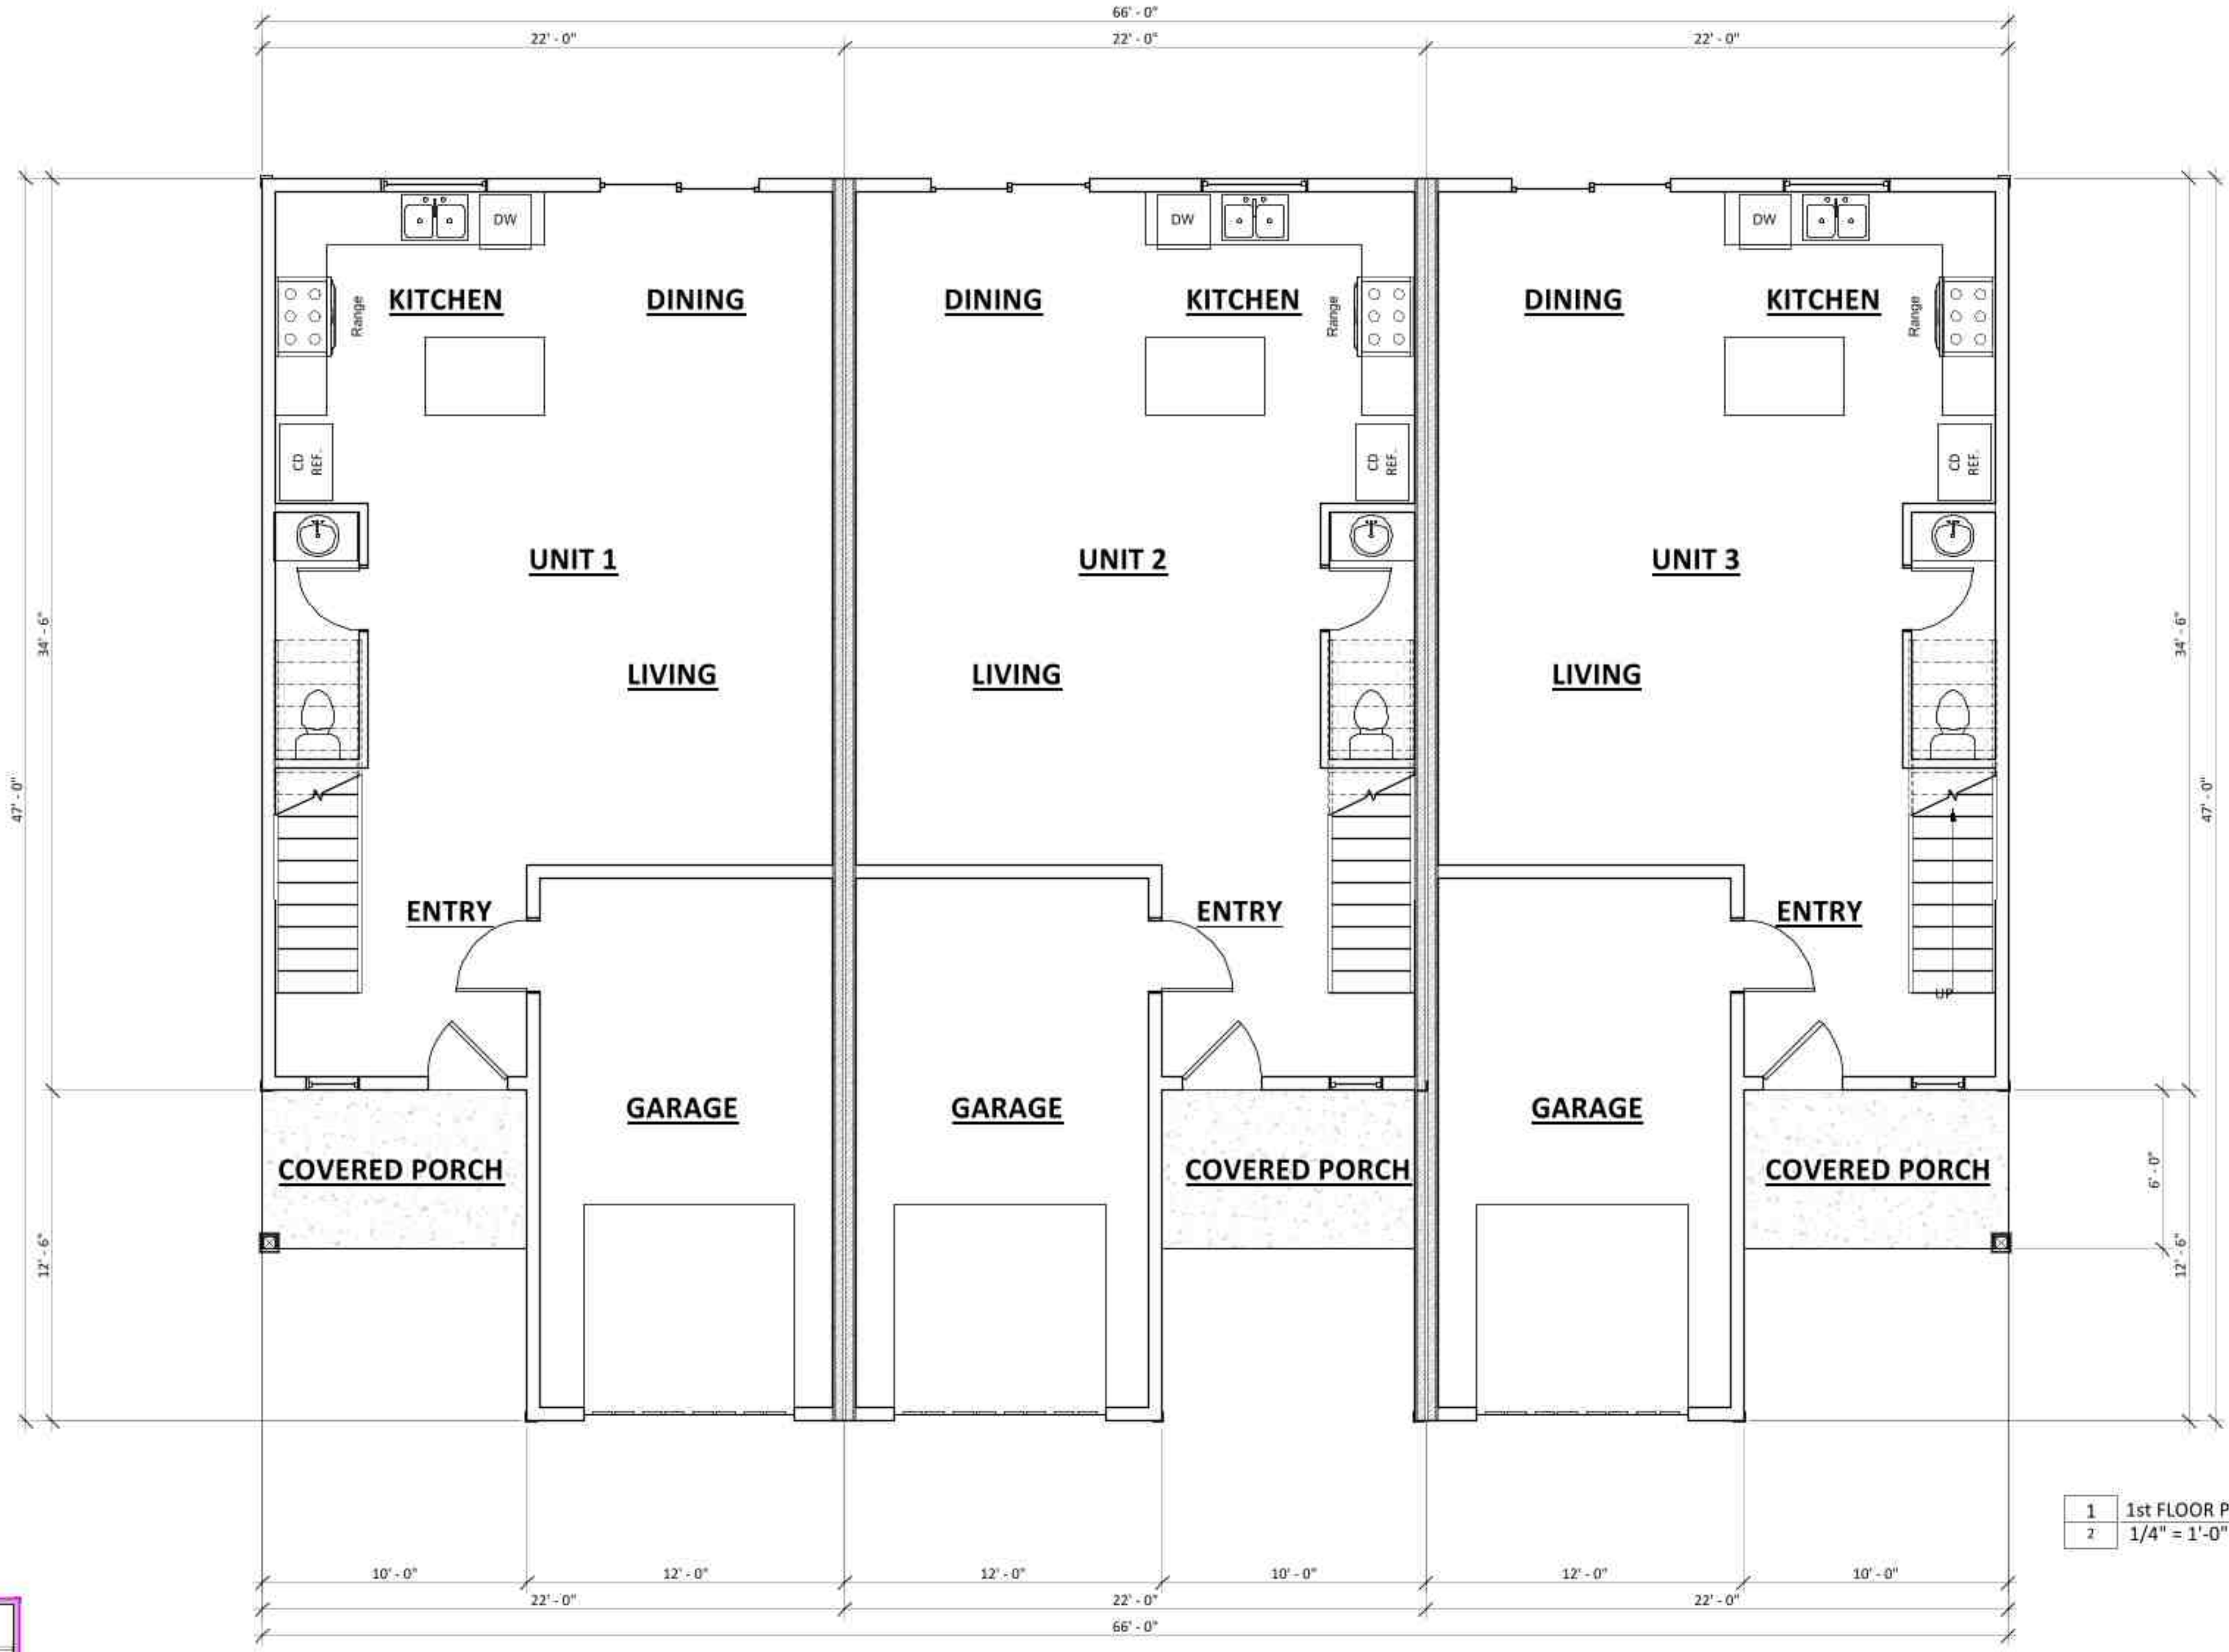 66' - 0"
22' - 0"
22' - 0"
22' - 0"
DW
DW
DW
KITCHEN
DINING
DINING
KITCHEN
DINING
KITCHEN
Range
Range
Range
CD
REF.
CD
REF.
CD
REF.
UNIT 1
UNIT 2
UNIT 3
34' - 6"
34' - 6"
LIVING
LIVING
LIVING
47' - 0"
47' - 0"
ENTRY
ENTRY
ENTRY
UP
GARAGE
GARAGE
GARAGE
COVERED PORCH
COVERED PORCH
COVERED PORCH
6' - 0"
12' - 6"
12' - 6"
1
1st FLOOR P
2
1/4" = 1'-0"
10' - 0"
12' - 0"
12' - 0"
10' - 0"
12' - 0"
10' - 0"
22' - 0"
22' - 0"
22' - 0"
66' - 0"